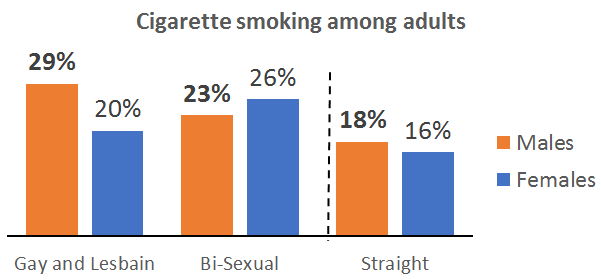 Cigarette smoking among adults
29%
20%
23%
26%
18%
16%
Males
Females
Gay and Lesbain
Bi-Sexual
Straight